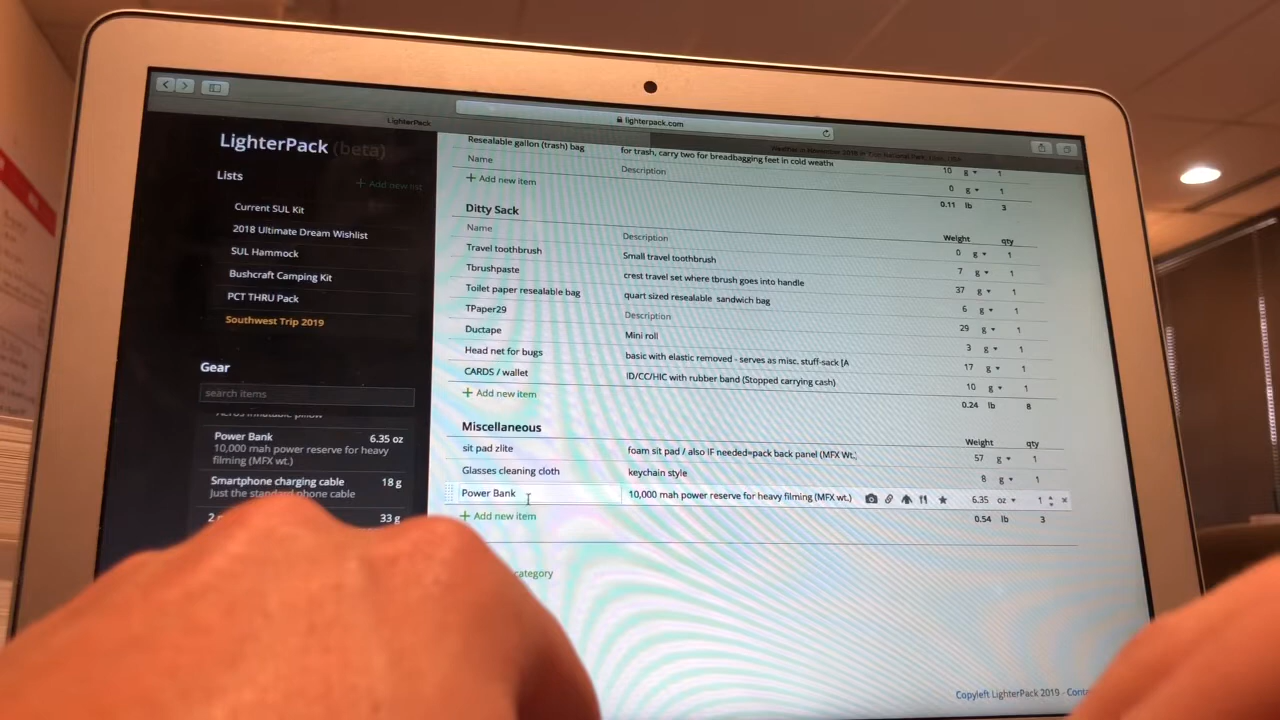 lighterpack.com
LighterPack
LighterPack (beta)
Lists
+ Add new list
Current SUL Kit
2018 Ultimate Dream Wishlist
SUL Hammock
Bushcraft Camping Kit
PCT THRU Pack
Southwest Trip 2019
Gear
search items
Power Bank 6.35 oz
10,000 mah power reserve for heavy
filming (MFX wt.)
Smartphone charging cable 18 g
Just the standard phone cable
33 g
Resealable gallon (trash) bag for trash, carry two for breadbagging feet in cold weathe 10 g 1
Name Description 0 g 1
+ Add new item 0.11 lb 3
Ditty Sack Weight qty
Name Description 0 g 1
Travel toothbrush Small travel toothbrush 7 g 1
Tbrushpaste crest travel set where tbrush goes into handle 37 g 1
Toilet paper resealable bag quart sized resealable sandwich bag 6 g 1
TPaper29 Description 29 g 1
Ductape Mini roll 3 g 1
Head net for bugs basic with elastic removed - serves as misc. stuff-sack [A 17 g 1
CARDS / wallet ID/CC/HIC with rubber band (Stopped carrying cash) 10 g 1
+ Add new item 0.24 lb 8
Miscellaneous Weight qty
sit pad zlite foam sit pad / also IF needed=pack back panel (MFX Wt. 57 g 1
Glasses cleaning cloth keychain style 8 g 1
Power Bank 10,000 mah power reserve for heavy filming (MFX wt.) 6.35 oz 1
+ Add new item 0.54 lb 3
category
Copyleft LighterPack 2019 - Conta